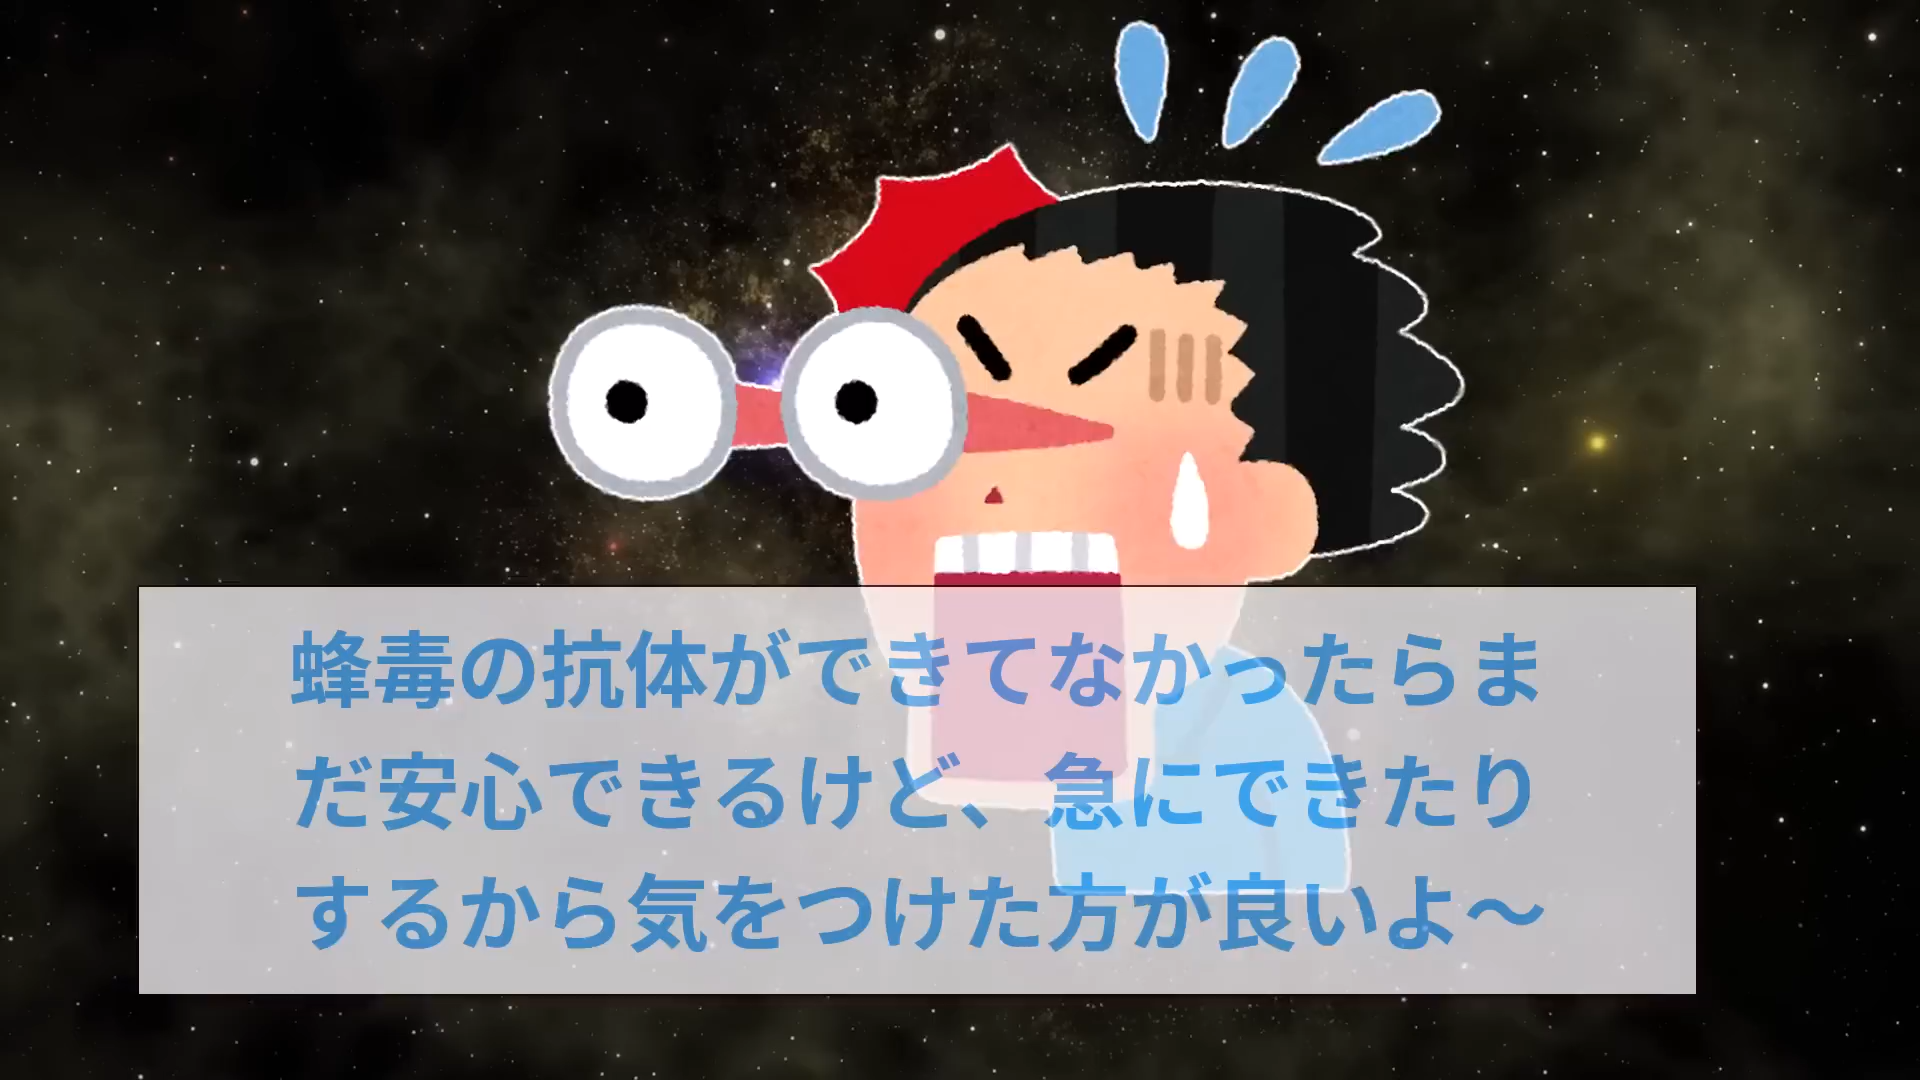 蜂毒の抗体ができてなかったらま
だ安心できるけど、急にできたり
するから気をつけた方が良いよ～